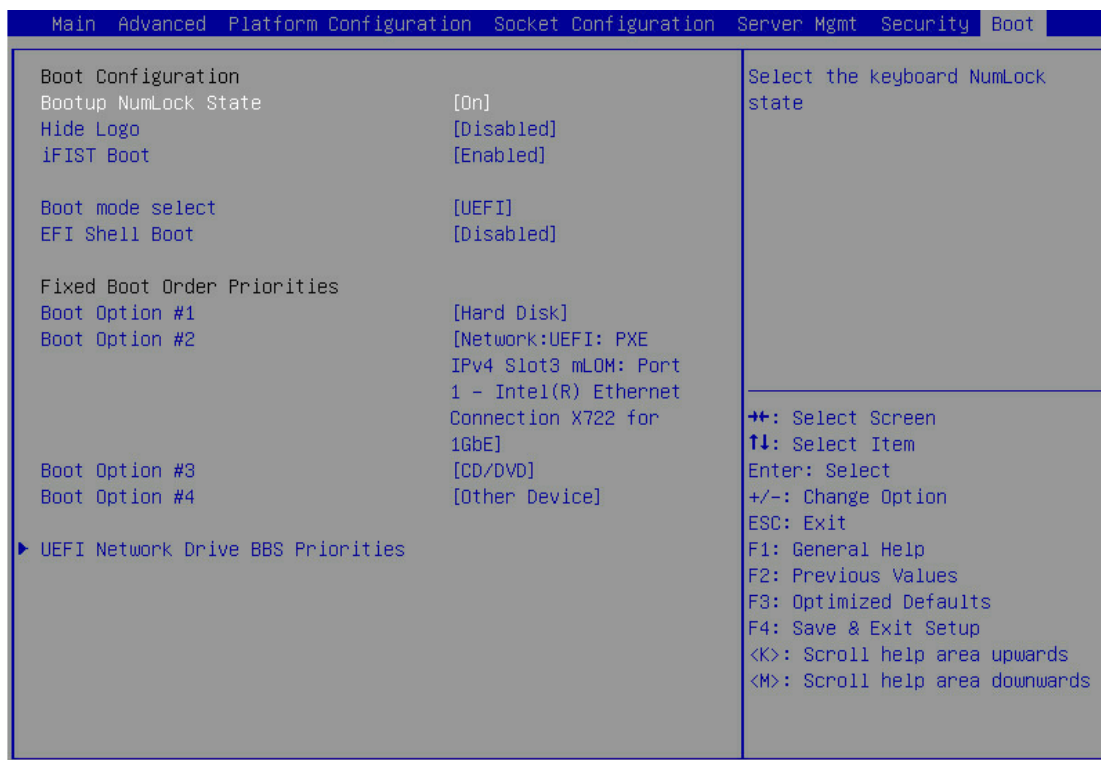 Main Advanced Platform Configuration Socket Configuration Server Mgmt Security Boot
Boot Configuration
Bootup NumLock State [On]
Hide Logo [Disabled]
iFIST Boot [Enabled]
Boot mode select [UEFI]
EFI Shell Boot [Disabled]
Fixed Boot Order Priorities
Boot Option #1 [Hard Disk]
Boot Option #2 [Network:UEFI: PXE
IPv4 Slot3 mLOM: Port
1 – Intel(R) Ethernet
Connection X722 for
1GbE]
Boot Option #3 [CD/DVD]
Boot Option #4 [Other Device]
▶ UEFI Network Drive BBS Priorities
Select the keyboard NumLock
state
→←: Select Screen
↑↓: Select Item
Enter: Select
+/-: Change Option
ESC: Exit
F1: General Help
F2: Previous Values
F3: Optimized Defaults
F4: Save & Exit Setup
<K>: Scroll help area upwards
<M>: Scroll help area downwards